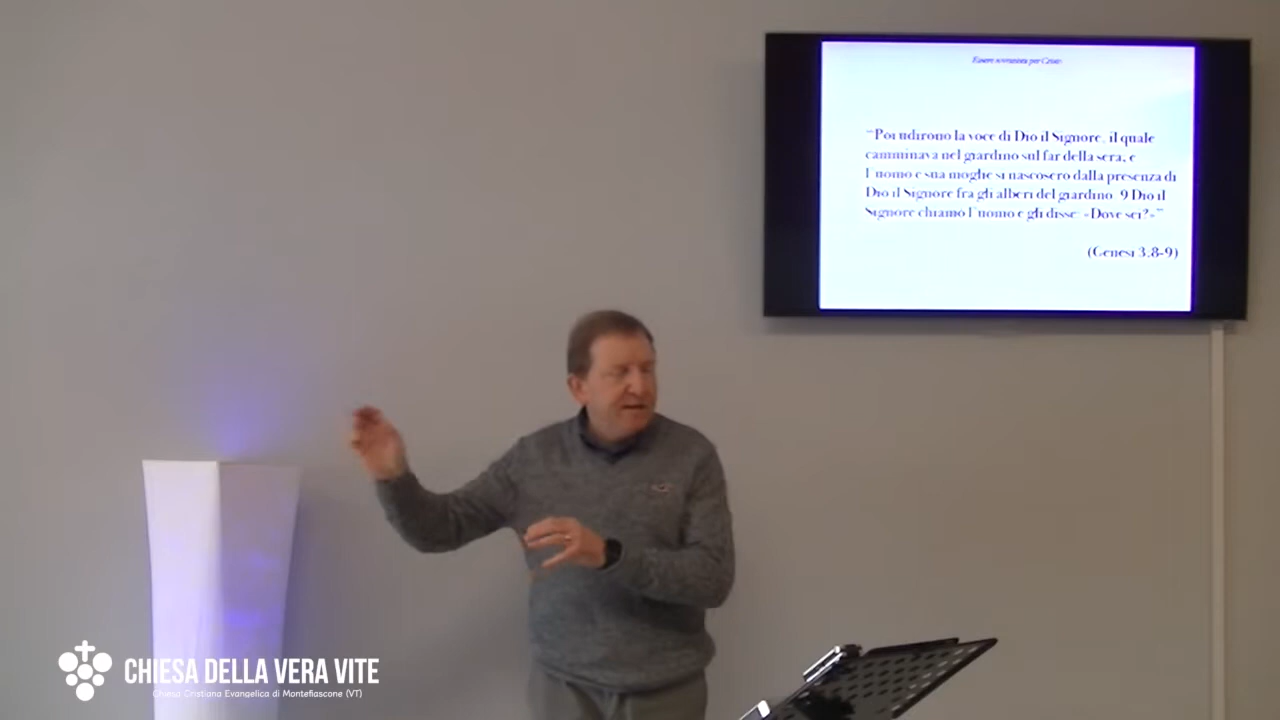 Essere sovrumana per Cristo
“Poi udirono la voce di Dio il Signore, il quale
camminava nel giardino sul far della sera, e
l'uomo e sua moglie si nascosero dalla presenza di
Dio il Signore fra gli alberi del giardino. 9 Dio il
Signore chiamò l'uomo e gli disse: «Dove sei?»”
(Genesi 3.8-9)
CHIESA DELLA VERA VITE
Chiesa Cristiana Evangelica di Montefiascone (VT)